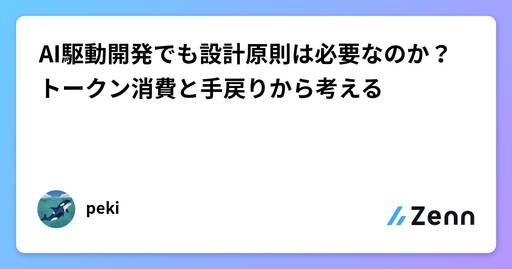 AI駆動開発でも設計原則は必要なのか？
トークン消費と手戻りから考える
peki
Zenn